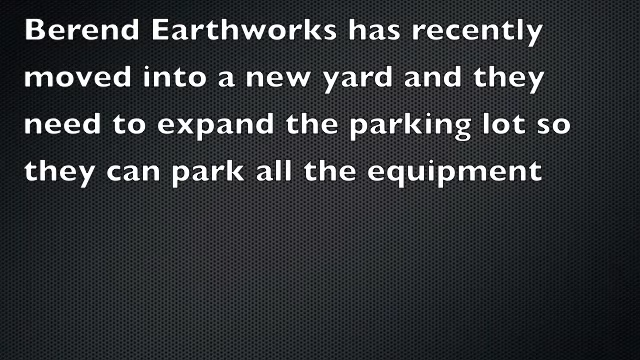 Berend Earthworks has recently
moved into a new yard and they
need to expand the parking lot so
they can park all the equipment